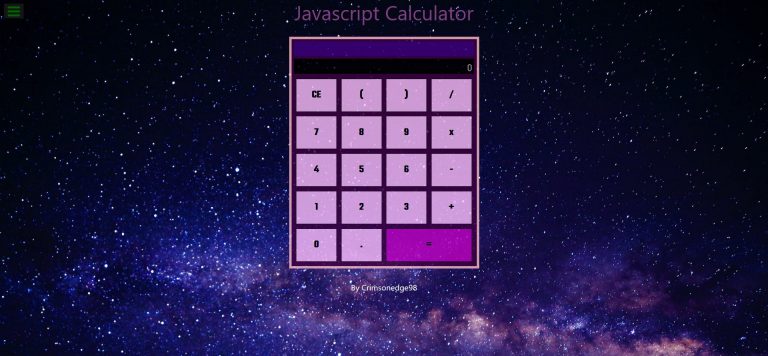 Javascript Calculator
0
CE ( ) /
7 8 9 x
4 5 6 -
1 2 3 +
0 . =
By Crimsonedge98